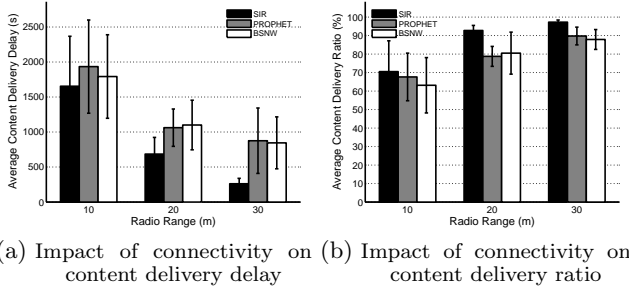 Average Content Delivery Delay (s)
2500
2000
1500
1000
500
0
SIR
PROPHET
BSNW
10 20 30
Radio Range (m)
Average Content Delivery Ratio (%)
100
90
80
70
60
50
40
30
20
10
0
SIR
PROPHET
BSNW
10 20 30
Radio Range (m)
(a) Impact of connectivity on
content delivery delay
(b) Impact of connectivity on
content delivery ratio